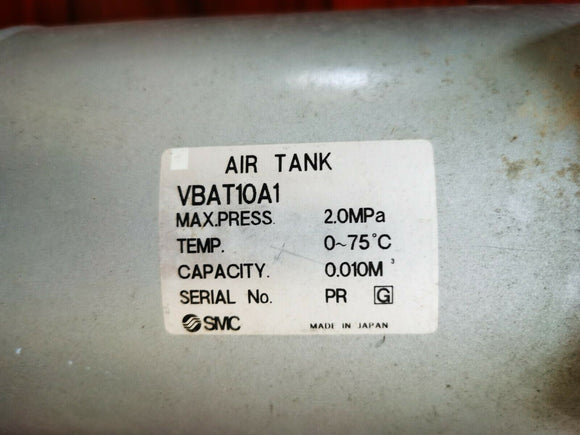 AIR TANK
VBAT10A1
MAX.PRESS. 2.0MPa
TEMP. 0~75°C
CAPACITY. 0.010M³
SERIAL No. PR G
SMC MADE IN JAPAN